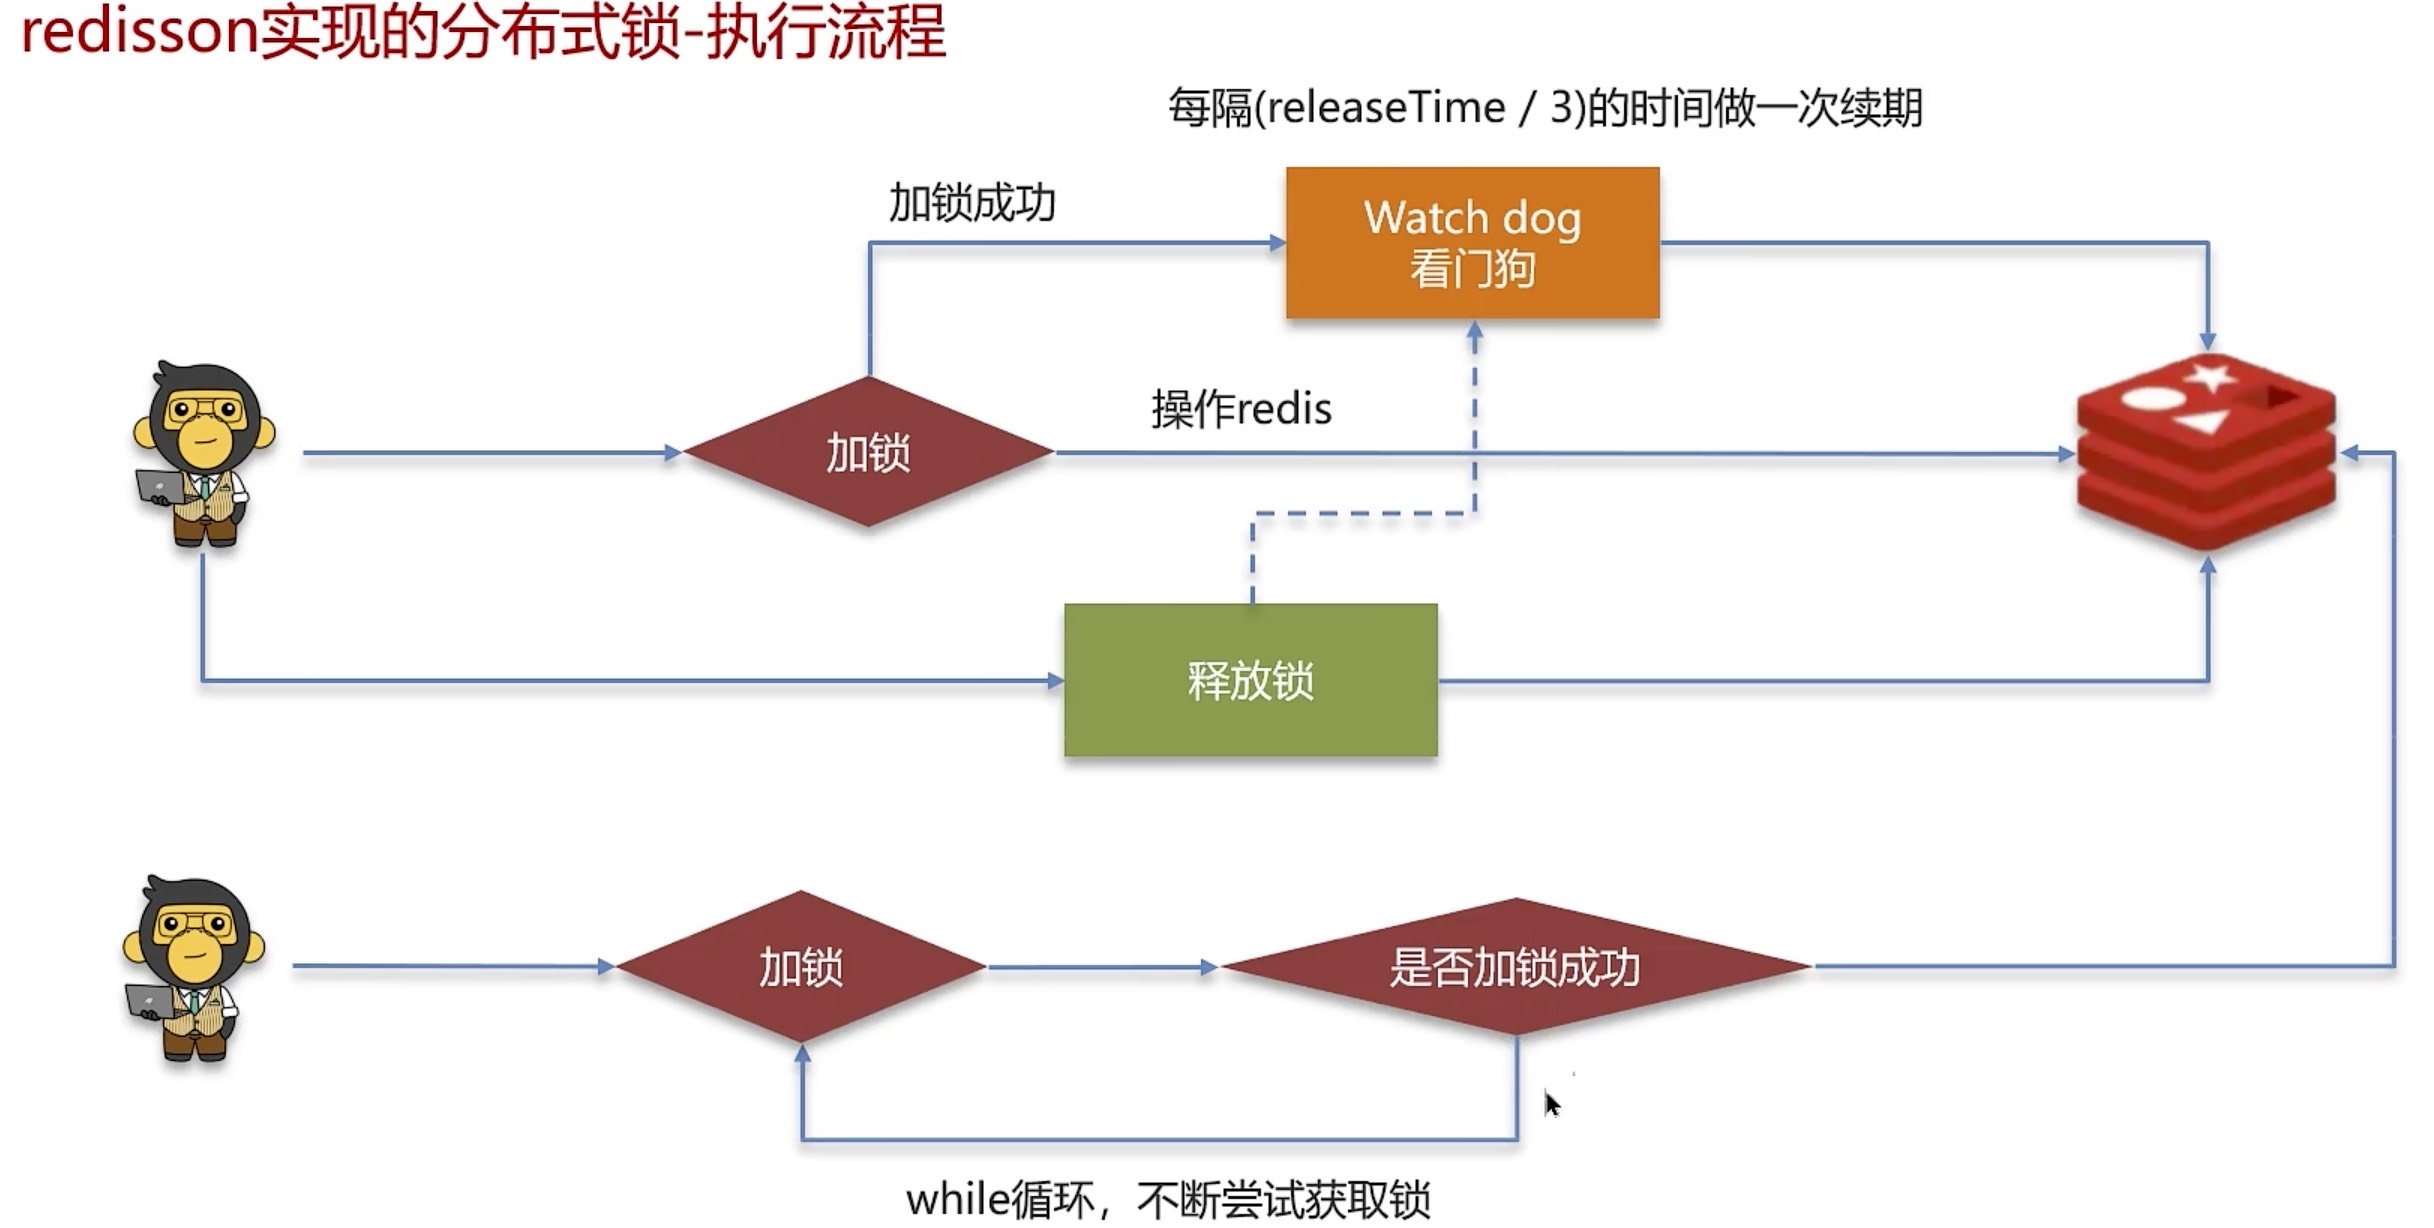 redisson实现的分布式锁-执行流程
每隔(releaseTime / 3)的时间做一次续期
加锁成功
Watch dog
看门狗
操作redis
加锁
释放锁
加锁
是否加锁成功
while循环，不断尝试获取锁